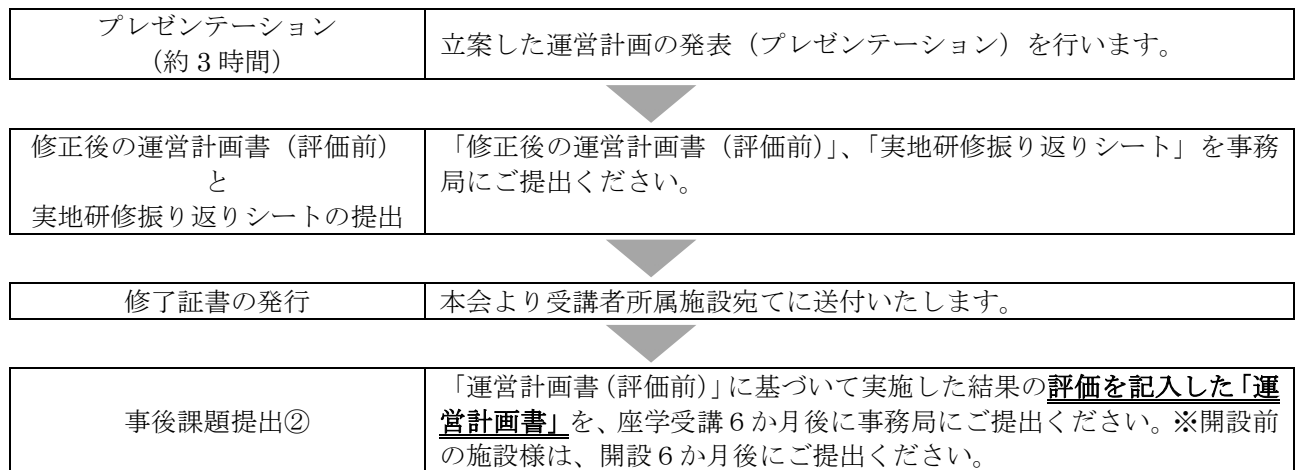 プレゼンテーション
(約3時間)
立案した運営計画の発表（プレゼンテーション）を行います。
修正後の運営計画書（評価前）
と
実地研修振り返りシートの提出
「修正後の運営計画書（評価前）」、「実地研修振り返りシート」を事務
局にご提出ください。
修了証書の発行
本会より受講者所属施設宛てに送付いたします。
事後課題提出②
「運営計画書（評価前）」に基づいて実施した結果の評価を記入した「運
営計画書」を、座学受講６か月後に事務局にご提出ください。※開設前
の施設様は、開設６か月後にご提出ください。